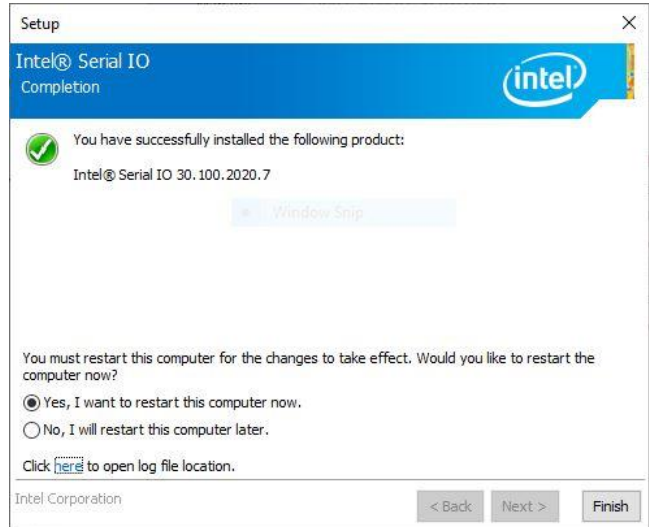 Setup
Intel® Serial IO
Completion
intel
You have successfully installed the following product:
Intel® Serial IO 30.100.2020.7
Window Snip
You must restart this computer for the changes to take effect. Would you like to restart the
computer now?
Yes, I want to restart this computer now.
No, I will restart this computer later.
Click here to open log file location.
Intel Corporation
< Back Next > Finish